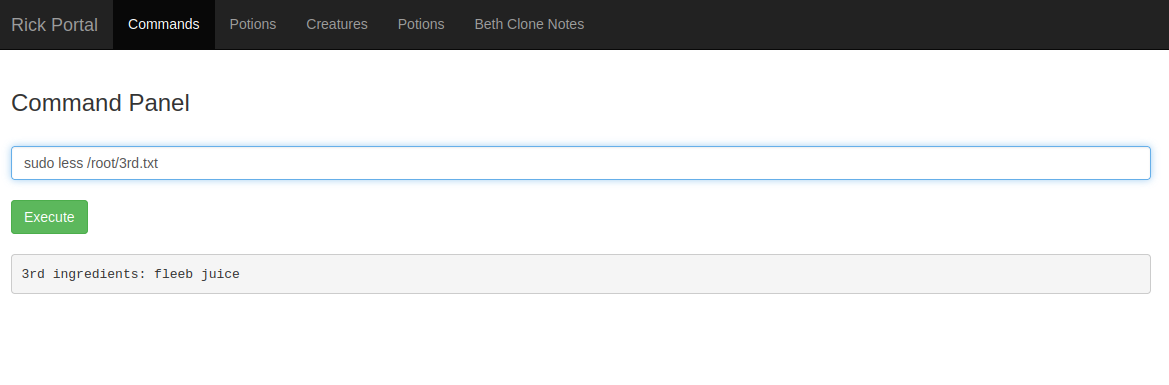 Rick Portal Commands Potions Creatures Potions Beth Clone Notes
Command Panel
sudo less /root/3rd.txt
Execute
3rd ingredients: fleeb juice